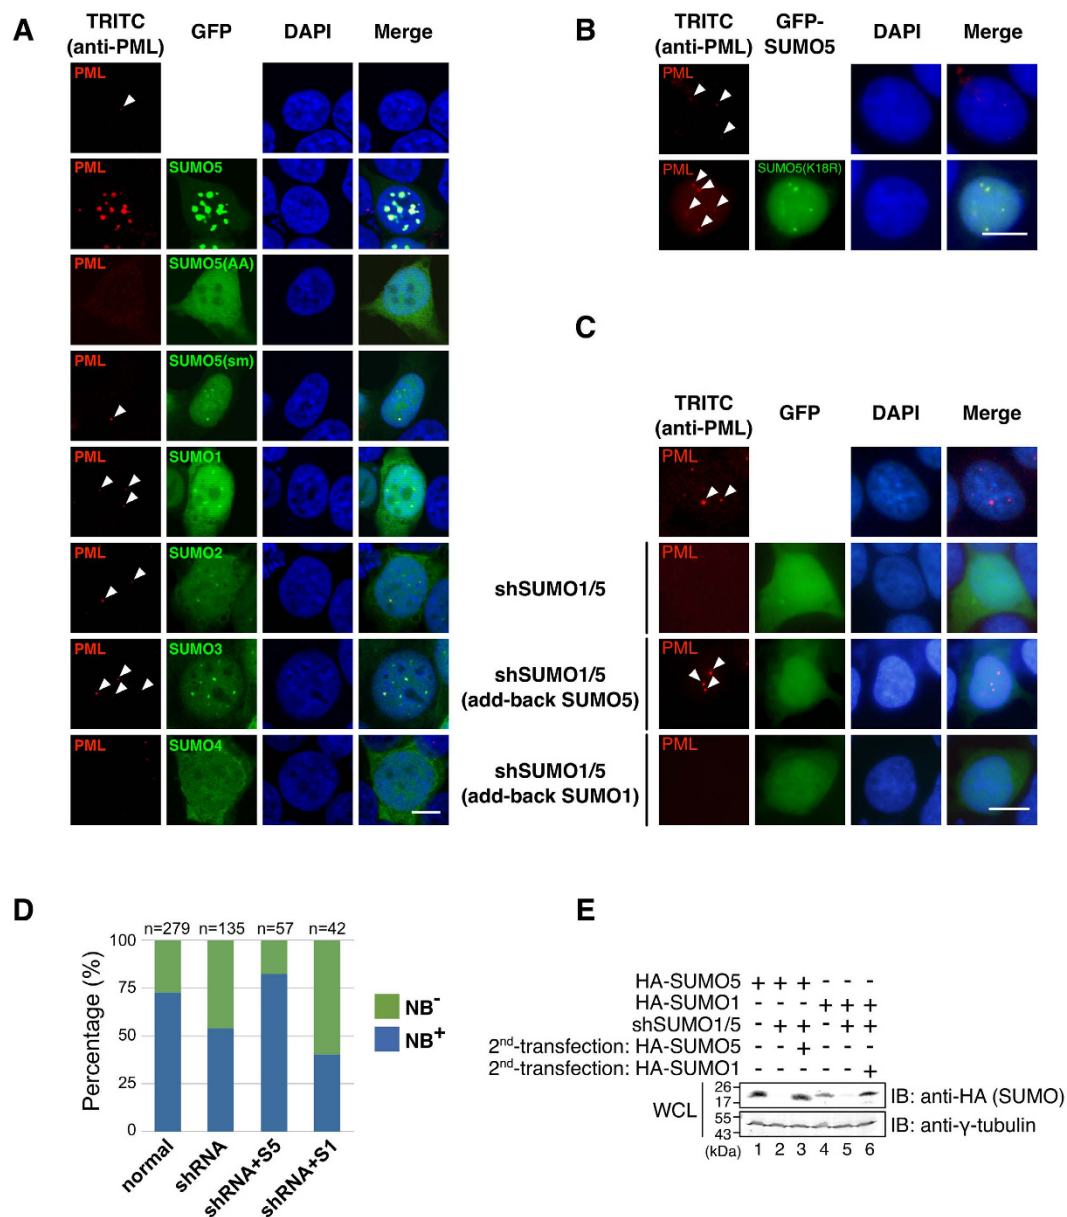 A
TRITC (anti-PML) GFP DAPI Merge
PML
PML SUMO5
PML SUMO5(AA)
PML SUMO5(sm)
PML SUMO1
PML SUMO2
PML SUMO3
PML SUMO4
B
TRITC (anti-PML) GFP-SUMO5 DAPI Merge
PML
PML SUMO5(K18R)
C
TRITC (anti-PML) GFP DAPI Merge
PML
shSUMO1/5 PML
shSUMO1/5 (add-back SUMO5) PML
shSUMO1/5 (add-back SUMO1) PML
D
n=279 n=135 n=57 n=42
Percentage (%)
100
75
50
25
0
normal shRNA shRNA+S5 shRNA+S1
NB-
NB+
E
HA-SUMO5 + + + - - -
HA-SUMO1 - - - + + +
shSUMO1/5 - + + - + +
2nd-transfection: HA-SUMO5 - - + - - -
2nd-transfection: HA-SUMO1 - - - - - +
WCL
26
17
IB: anti-HA (SUMO)
55
43
IB: anti-γ-tubulin
(kDa) 1 2 3 4 5 6